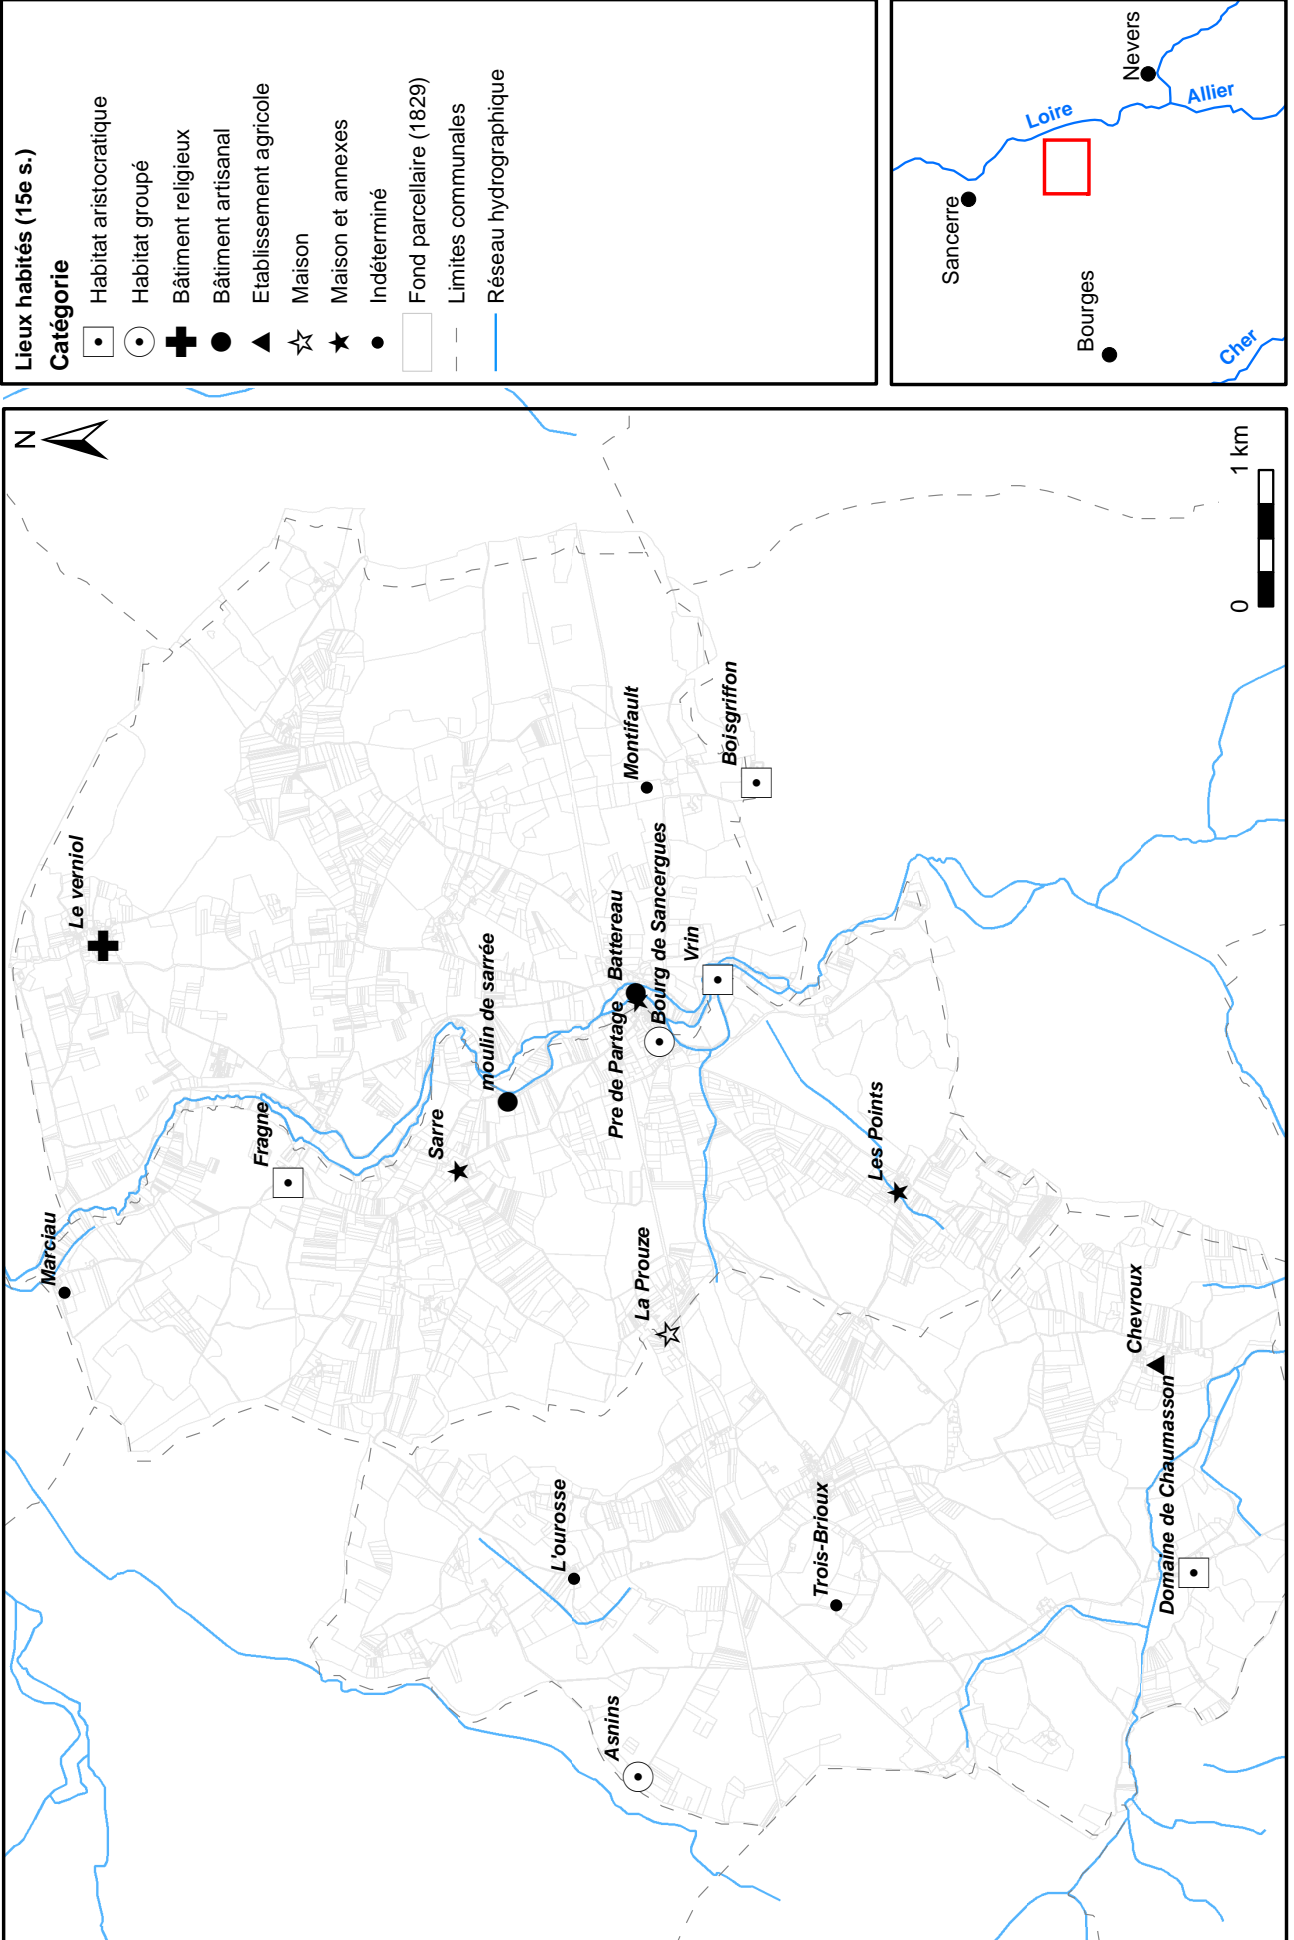 Lieux habités (15e s.)
Catégorie
Habitat aristocratique
Habitat groupé
Bâtiment religieux
Bâtiment artisanal
Etablissement agricole
Maison
Maison et annexes
Indéterminé
Fond parcellaire (1829)
Limites communales
Réseau hydrographique
Sancerre
Bourges
Nevers
Loire
Allier
Cher
N
Marciau
Le verniol
Fragne
Sarre
moulin de sarrée
L'ourosse
Asnins
La Prouze
Pre de Partage
Battereau
Montifault
Bourg de Sancergues
Vrin
Boisgriffon
Trois-Brioux
Les Points
Chevroux
Domaine de Chaumasson
0
1 km